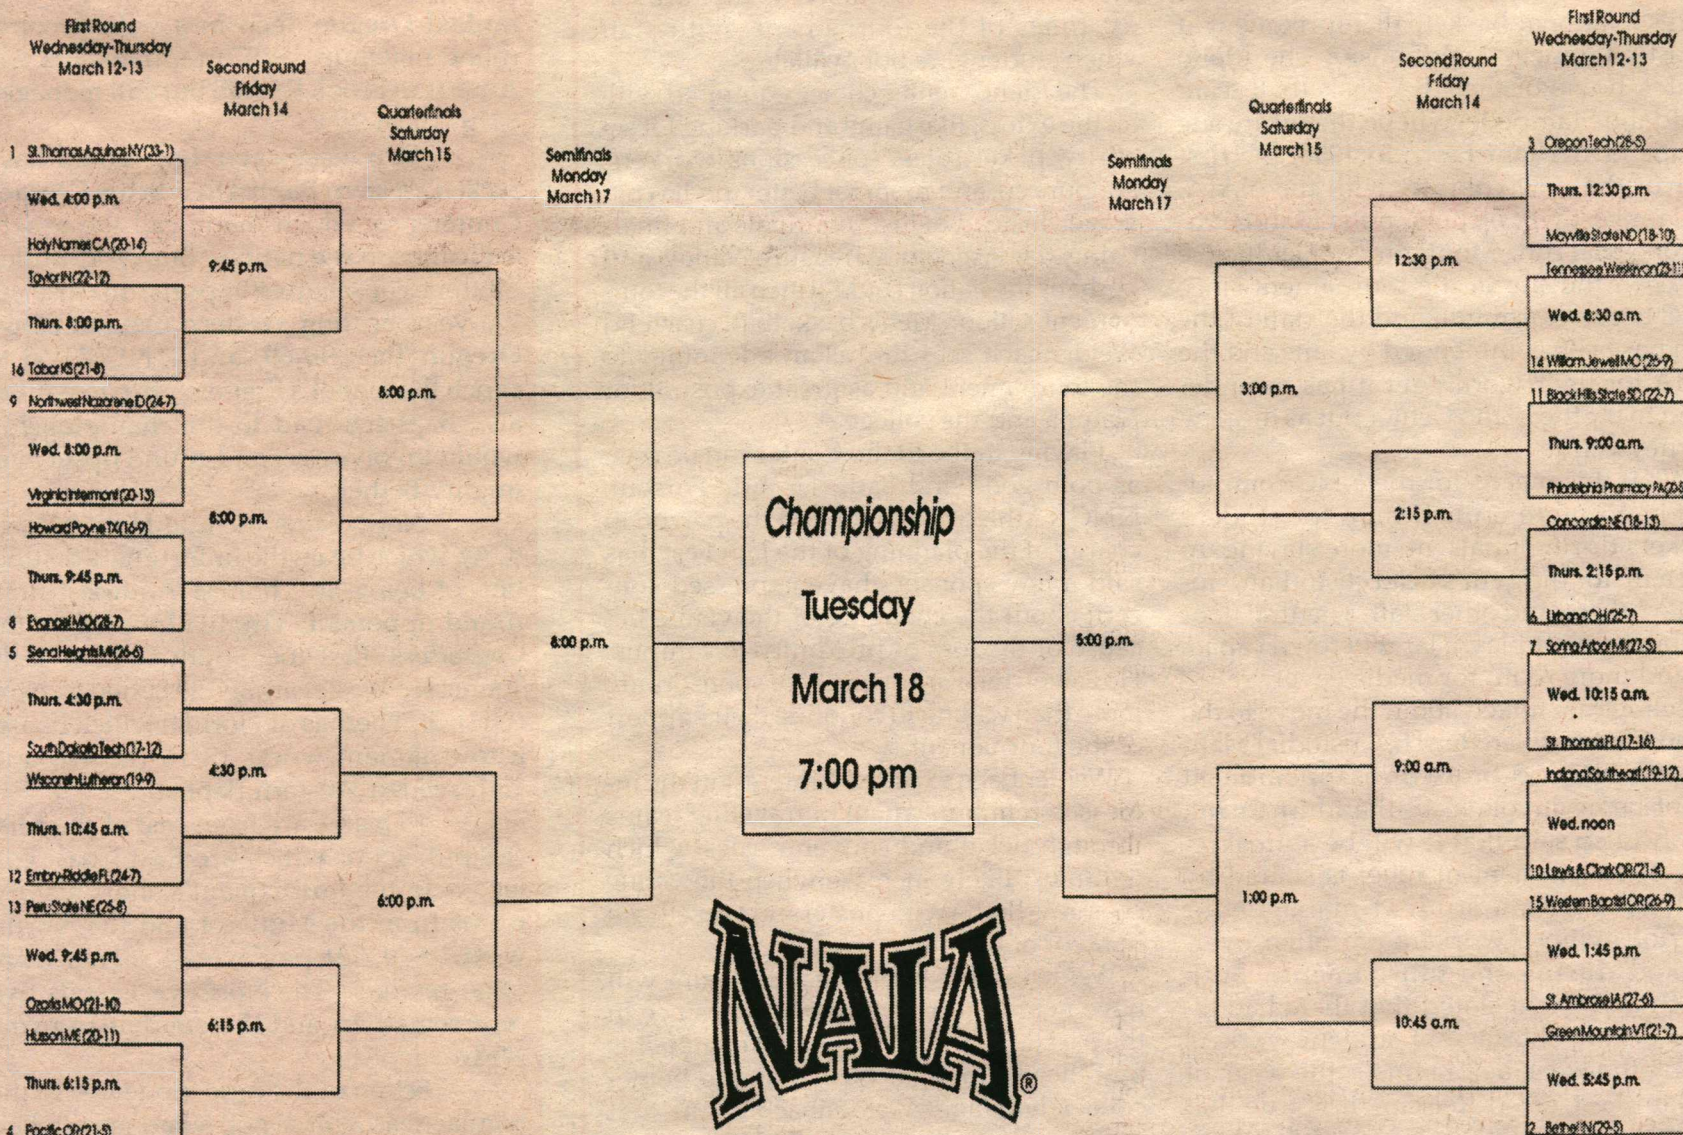 First Round
Wednesday-Thursday
March 12-13
Second Round
Friday
March 14
Quarterfinals
Saturday
March 15
Semifinals
Monday
March 17
1 St. Thomas Aquinas NY (33-1)
Wed. 4:00 p.m.
Holy Names CA (20-14)
9:45 p.m.
Taylor IN (22-12)
Thurs. 8:00 p.m.
16 Tabor KS (21-8)
8:00 p.m.
9 Northwest Nazarene ID (24-7)
Wed. 8:00 p.m.
Virginia Intermont (20-13)
8:00 p.m.
Howard Payne TX (16-9)
Thurs. 9:45 p.m.
8 Evangel MO (28-7)
8:00 p.m.
5 Siena Heights MI (26-6)
Thurs. 4:30 p.m.
South Dakota Tech (17-12)
4:30 p.m.
Wisconsin Lutheran (19-9)
Thurs. 10:45 a.m.
12 Embry-Riddle FL (24-7)
6:00 p.m.
13 Peru State NE (25-8)
Wed. 9:45 p.m.
Ozarks MO (21-10)
6:15 p.m.
Husson ME (20-11)
Thurs. 6:15 p.m.
4 Pacific OR (21-5)
Championship
Tuesday
March 18
7:00 pm
NAIA®
Semifinals
Monday
March 17
Quarterfinals
Saturday
March 15
Second Round
Friday
March 14
First Round
Wednesday-Thursday
March 12-13
3 Oregon Tech (28-5)
Thurs. 12:30 p.m.
Mayville State ND (18-10)
12:30 p.m.
Tennessee Wesleyan
Wed. 8:30 a.m.
14 William Jewell MO (26-9)
3:00 p.m.
11 Black Hills State SD (22-7)
Thurs. 9:00 a.m.
Philadelphia Pharmacy PA
2:15 p.m.
Concordia NE (18-13)
Thurs. 2:15 p.m.
6 Urbana OH (25-7)
5:00 p.m.
7 Spring Arbor MI (27-5)
Wed. 10:15 a.m.
St. Thomas FL (17-16)
9:00 a.m.
Indiana Southeast (19-12)
Wed. noon
10 Lewis & Clark OR (21-4)
1:00 p.m.
15 Western Baptist OR (26-9)
Wed. 1:45 p.m.
St. Ambrose IA (27-6)
10:45 a.m.
Green Mountain VT (21-7)
Wed. 5:45 p.m.
2 Bethel IN (29-5)